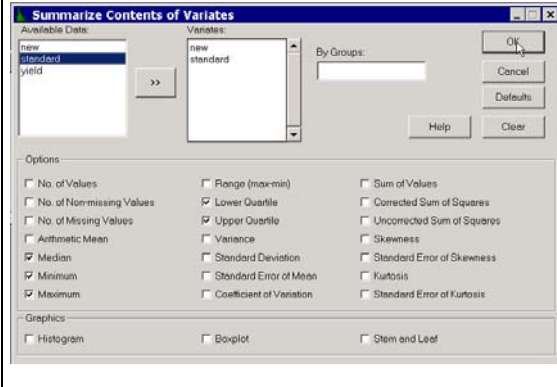 Summarize Contents of Variates
Available Data:
new
standard
yield
>>
Variates:
new
standard
By Groups:
OK
Cancel
Defaults
Help
Clear
Options
No. of Values
No. of Non-missing Values
No. of Missing Values
Arithmetic Mean
Median
Minimum
Maximum
Range (max-min)
Lower Quartile
Upper Quartile
Variance
Standard Deviation
Standard Error of Mean
Coefficient of Variation
Sum of Values
Corrected Sum of Squares
Uncorrected Sum of Squares
Skewness
Standard Error of Skewness
Kurtosis
Standard Error of Kurtosis
Graphics
Histogram
Boxplot
Stem and Leaf